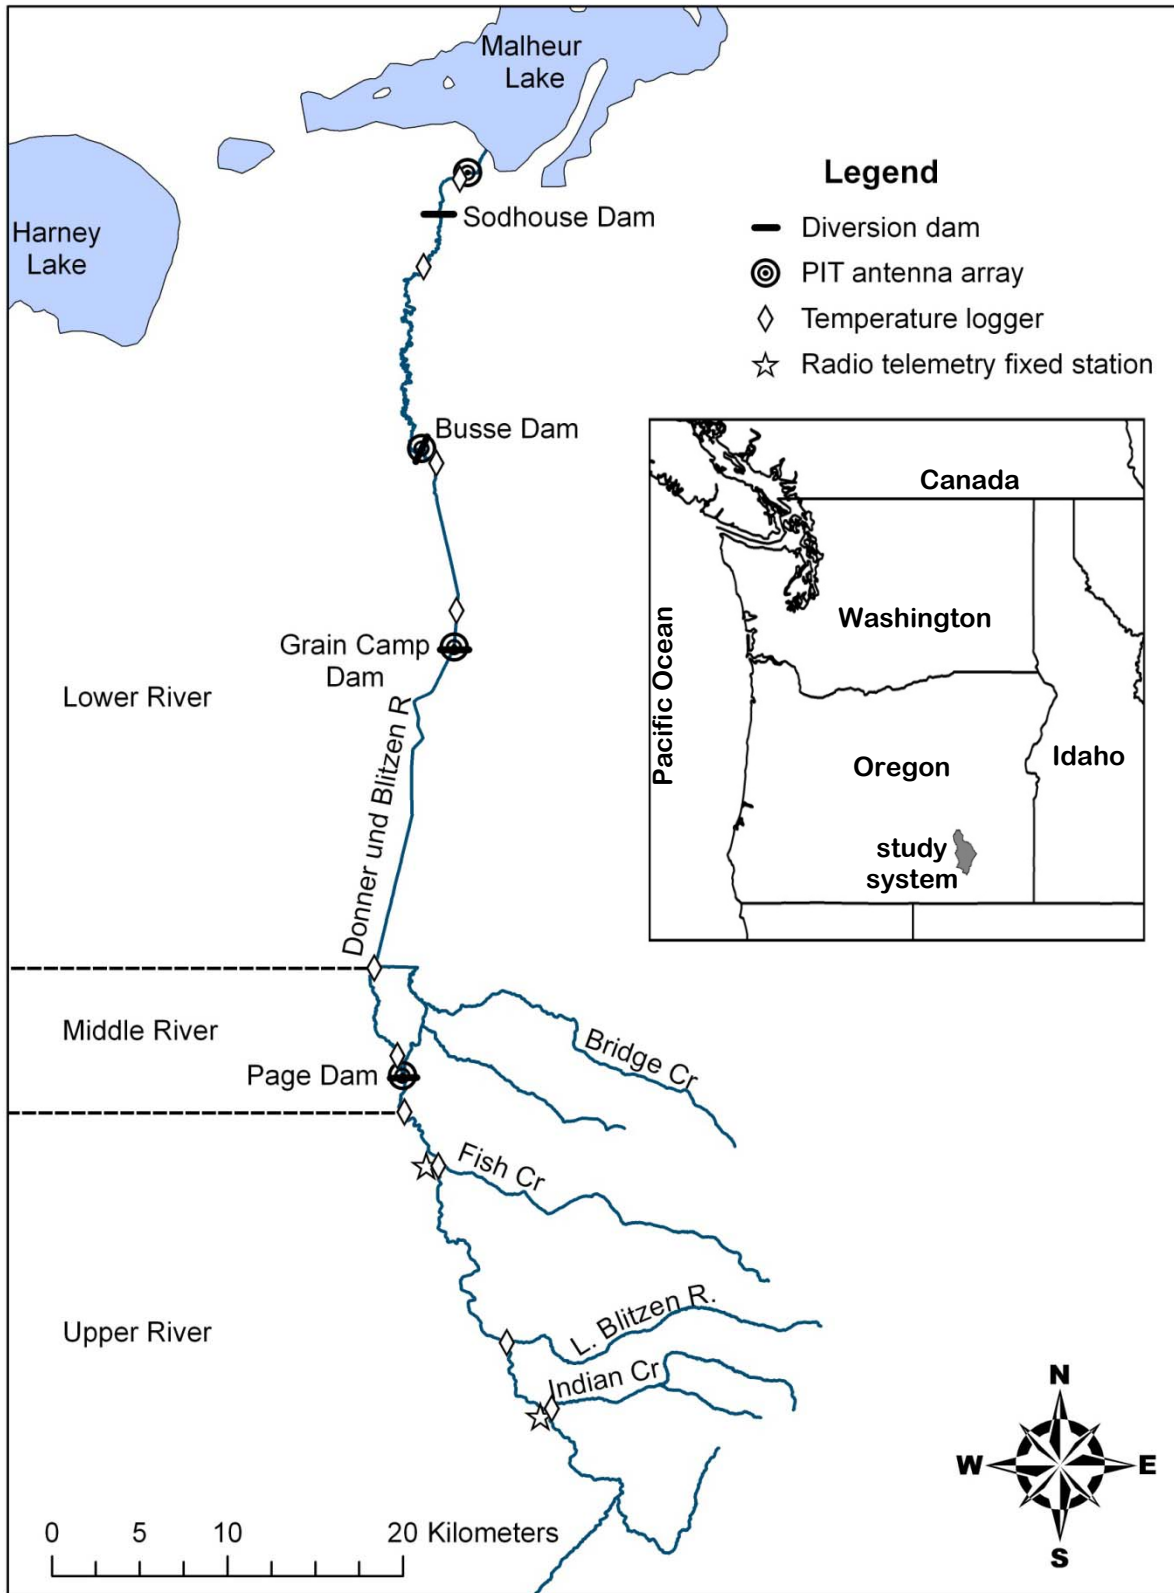 Malheur
Lake
Harney
Lake
Sodhouse Dam
Legend
Diversion dam
PIT antenna array
Temperature logger
Radio telemetry fixed station
Busse Dam
Grain Camp
Dam
Lower River
Donner und Blitzen R
Canada
Washington
Pacific Ocean
Oregon
Idaho
study
system
Middle River
Bridge Cr
Page Dam
Fish Cr
Upper River
L. Blitzen R.
Indian Cr
N
W
E
S
0 5 10 20 Kilometers